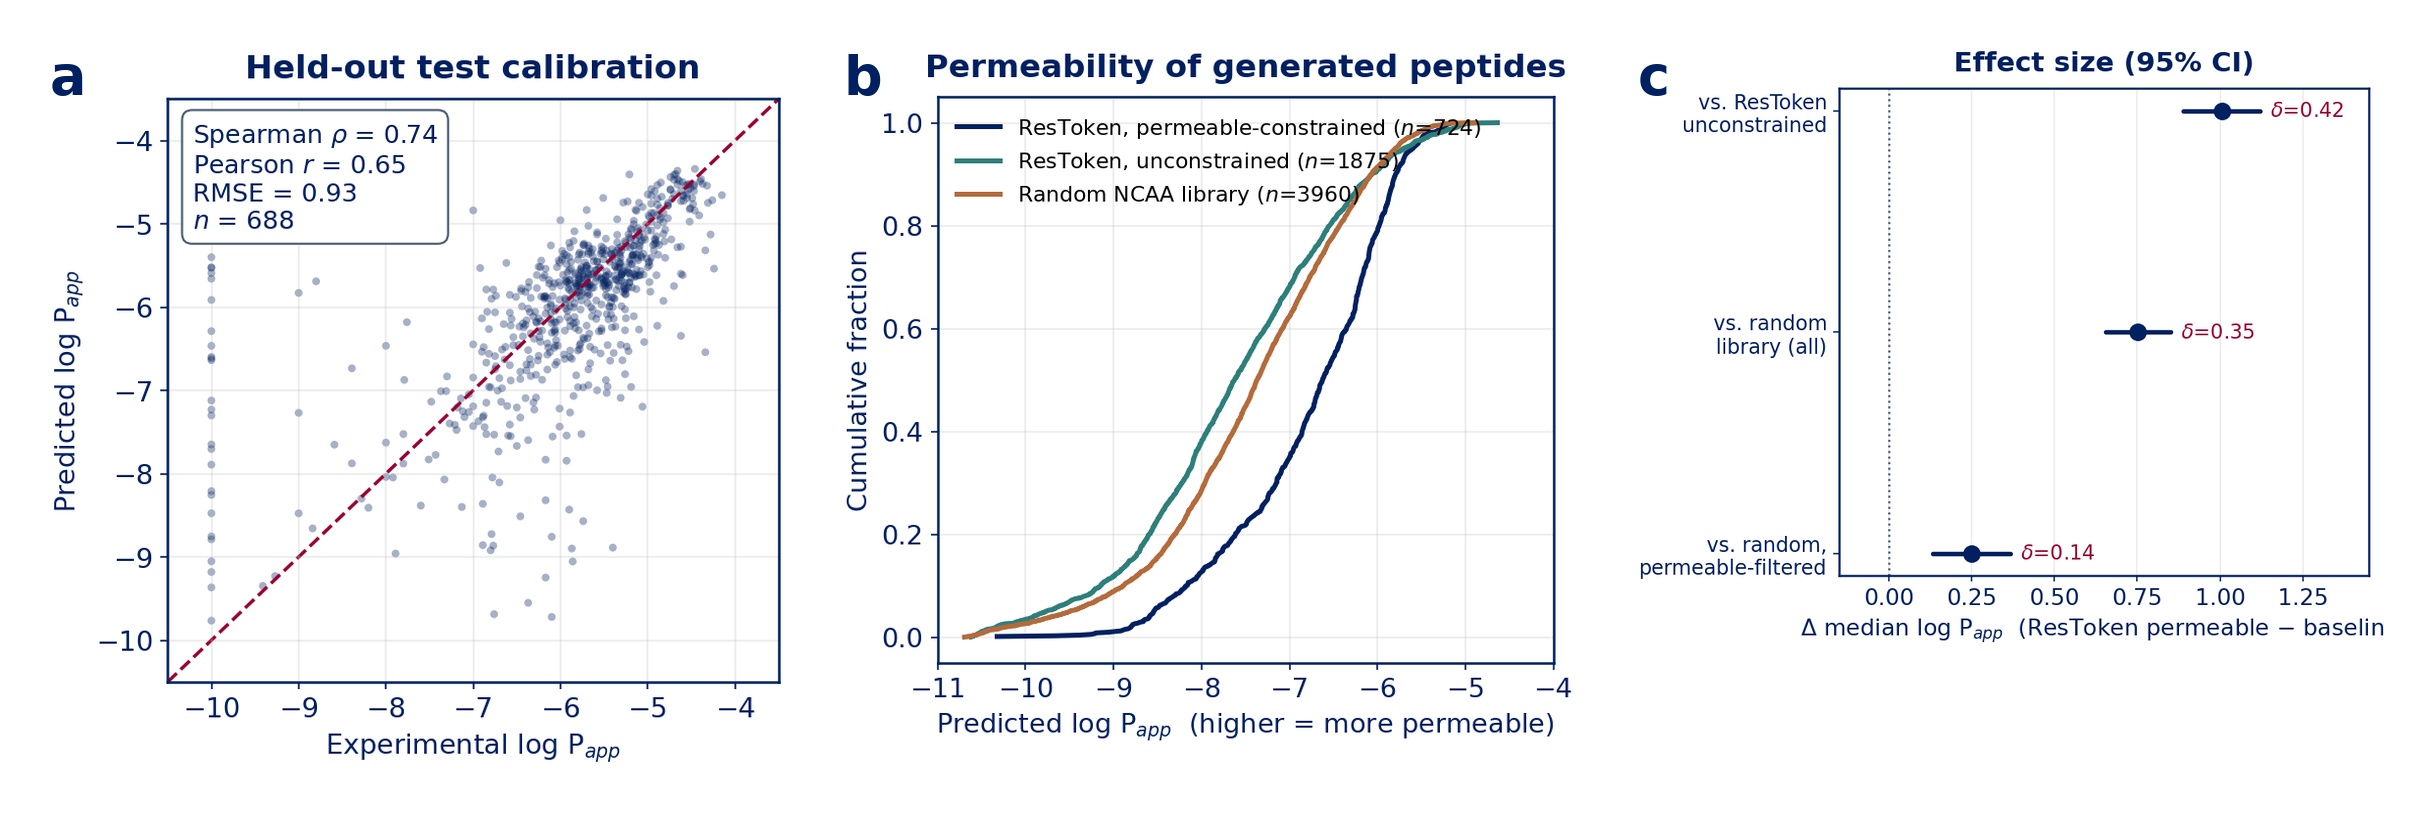 a
Held-out test calibration
Spearman ρ = 0.74
Pearson r = 0.65
RMSE = 0.93
n = 688
Predicted log Papp
−4
−5
−6
−7
−8
−9
−10
−10 −9 −8 −7 −6 −5 −4
Experimental log Papp
b
Permeability of generated peptides
ResToken, permeable-constrained (n=724)
ResToken, unconstrained (n=1875)
Random NCAA library (n=3960)
Cumulative fraction
1.0
0.8
0.6
0.4
0.2
0.0
−11 −10 −9 −8 −7 −6 −5 −4
Predicted log Papp (higher = more permeable)
c
Effect size (95% CI)
vs. ResToken
unconstrained
δ=0.42
vs. random
library (all)
δ=0.35
vs. random,
permeable-filtered
δ=0.14
0.00 0.25 0.50 0.75 1.00 1.25
Δ median log Papp (ResToken permeable − baselin